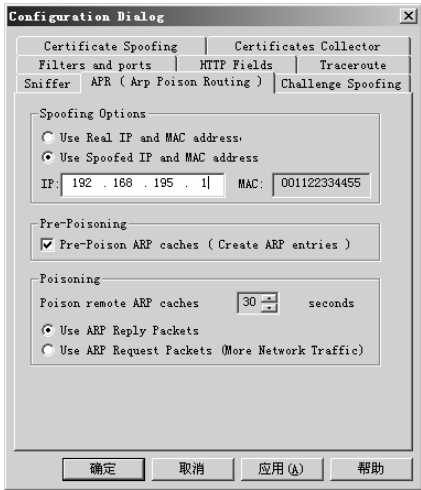 Configuration Dialog
Certificate Spoofing Certificates Collector
Filters and ports HTTP Fields Traceroute
Sniffer APR ( Arp Poison Routing ) Challenge Spoofing
Spoofing Options
Use Real IP and MAC address
Use Spoofed IP and MAC address
IP: 192 . 168 . 195 . 1 MAC: 001122334455
Pre-Poisoning
Pre-Poison ARP caches ( Create ARP entries )
Poisoning
Poison remote ARP caches 30 seconds
Use ARP Reply Packets
Use ARP Request Packets (More Network Traffic)
确定 取消 应用(A) 帮助